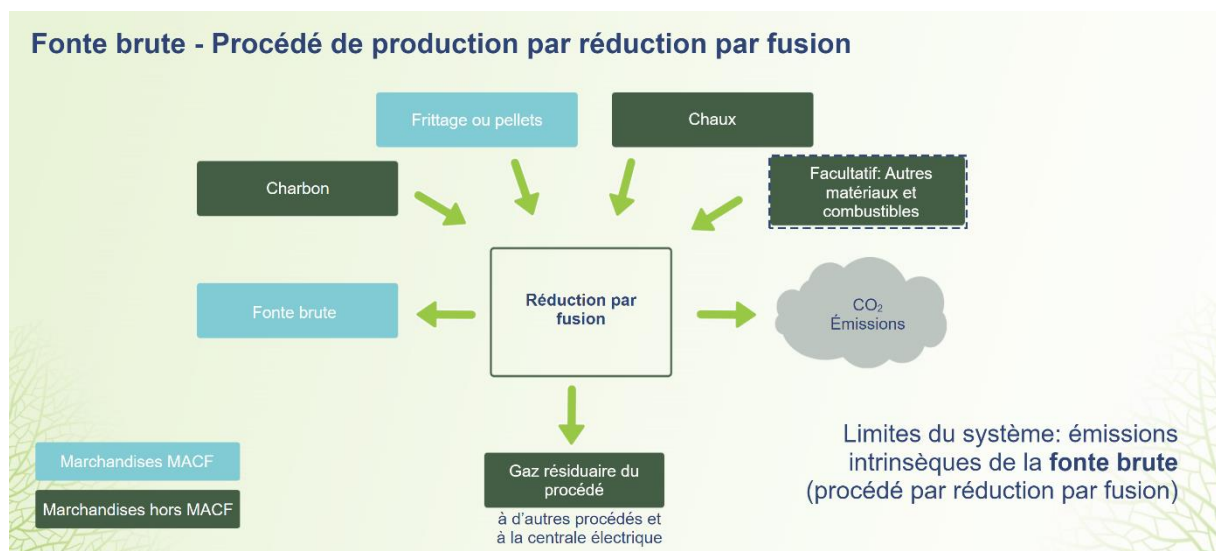 Fonte brute - Procédé de production par réduction par fusion
Frittage ou pellets
Chaux
Charbon
Facultatif: Autres
matériaux et
combustibles
Fonte brute
Réduction par
fusion
CO₂
Émissions
Marchandises MACF
Marchandises hors MACF
Gaz résiduaire du
procédé
à d'autres procédés et
à la centrale électrique
Limites du système: émissions
intrinsèques de la fonte brute
(procédé par réduction par fusion)